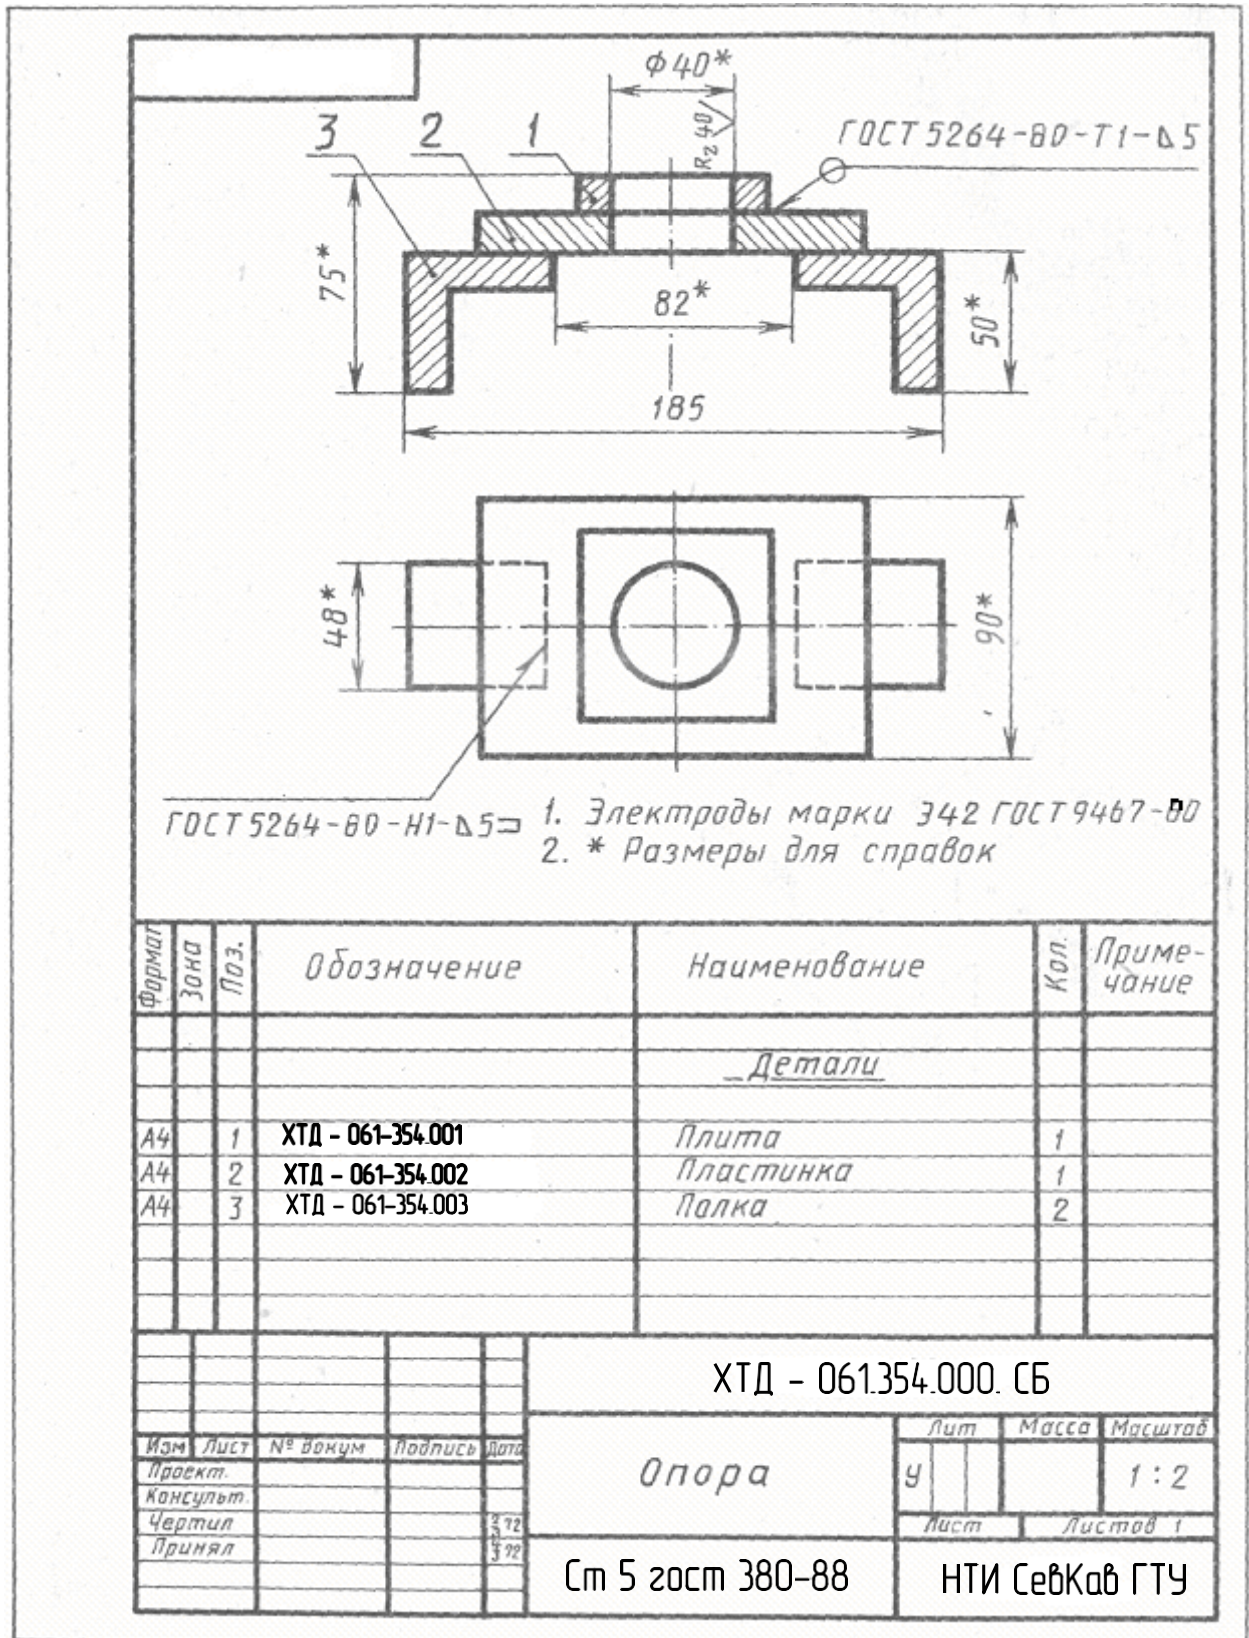 ⌀40*
Rz 40
ГОСТ 5264-80-Т1-⊿5
3 2 1
75*
82*
50*
185
48*
90*
ГОСТ 5264-80-Н1-⊿5⊐
1. Электроды марки Э42 ГОСТ 9467-80
2. * Размеры для справок
Формат Зона Поз. Обозначение Наименование Кол. Приме-
чание
Детали
А4 1 ХТД - 061-354.001 Плита 1
А4 2 ХТД - 061-354.002 Пластинка 1
А4 3 ХТД - 061-354.003 Полка 2
ХТД - 061.354.000. СБ
Изм Лист № докум Подпись Дата
Проект.
Консульт.
Чертил
Принял
Опора
Лит Масса Масштаб
У 1 : 2
Лист Листов 1
Ст 5 гост 380-88
НТИ СевКав ГТУ